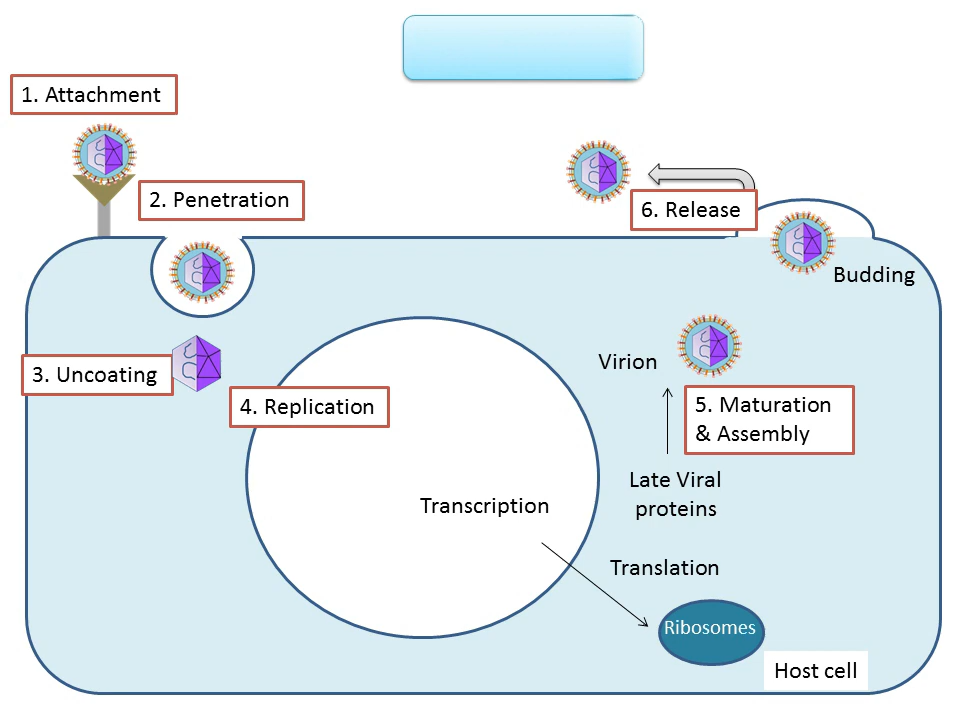 1. Attachment
2. Penetration
6. Release
Budding
3. Uncoating
4. Replication
Virion
5. Maturation
& Assembly
Late Viral
proteins
Transcription
Translation
Ribosomes
Host cell